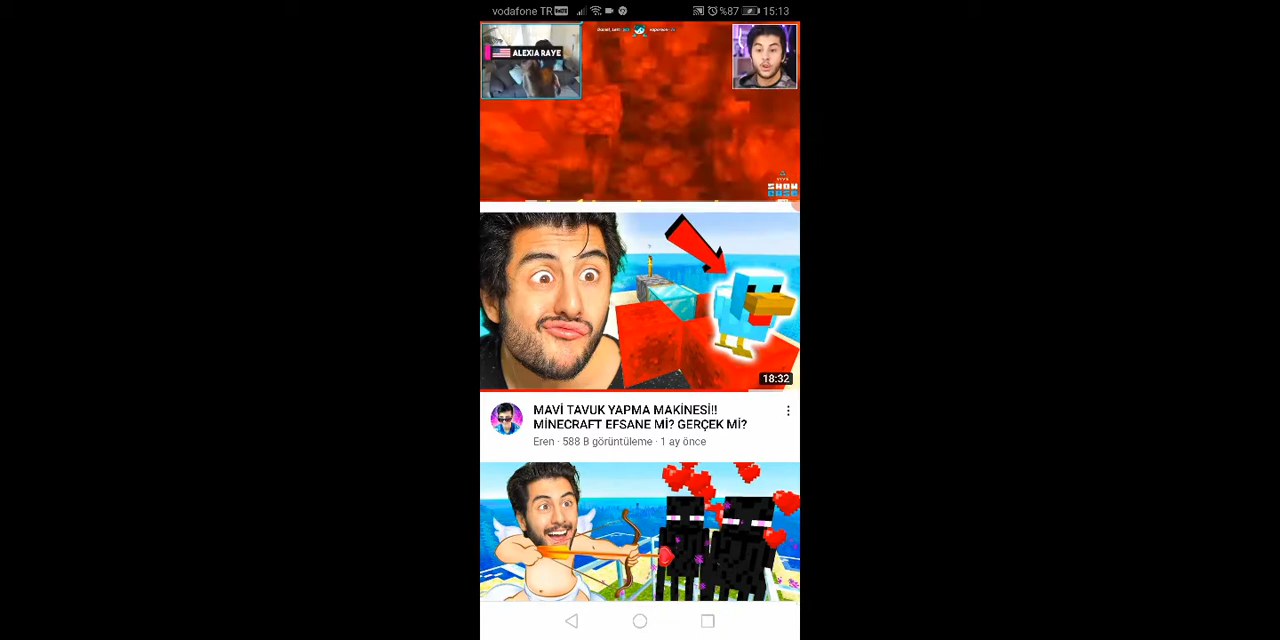 vodafone TR
%87
15:13
ALEXIA RAYE
18:32
MAVİ TAVUK YAPMA MAKİNESİ!!
MİNECRAFT EFSANE Mİ? GERÇEK Mİ?
Eren · 588 B görüntüleme · 1 ay önce